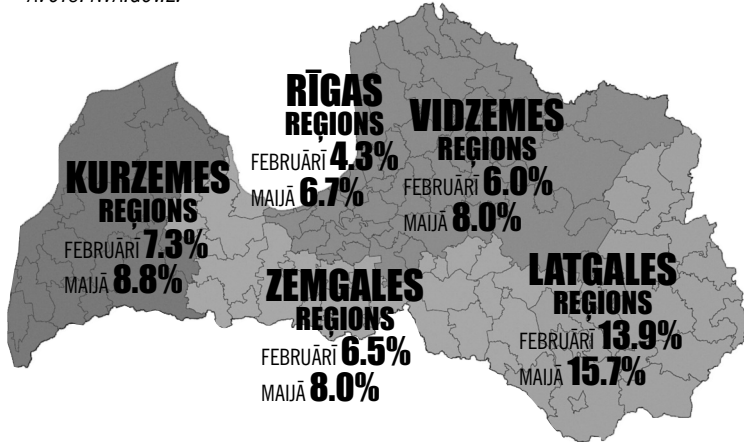 RĪGAS
REĢIONS
FEBRUĀRĪ 4.3%
MAIJĀ 6.7%
VIDZEMES
REĢIONS
FEBRUĀRĪ 6.0%
MAIJĀ 8.0%
KURZEMES
REĢIONS
FEBRUĀRĪ 7.3%
MAIJĀ 8.8%
ZEMGALES
REĢIONS
FEBRUĀRĪ 6.5%
MAIJĀ 8.0%
LATGALES
REĢIONS
FEBRUĀRĪ 13.9%
MAIJĀ 15.7%